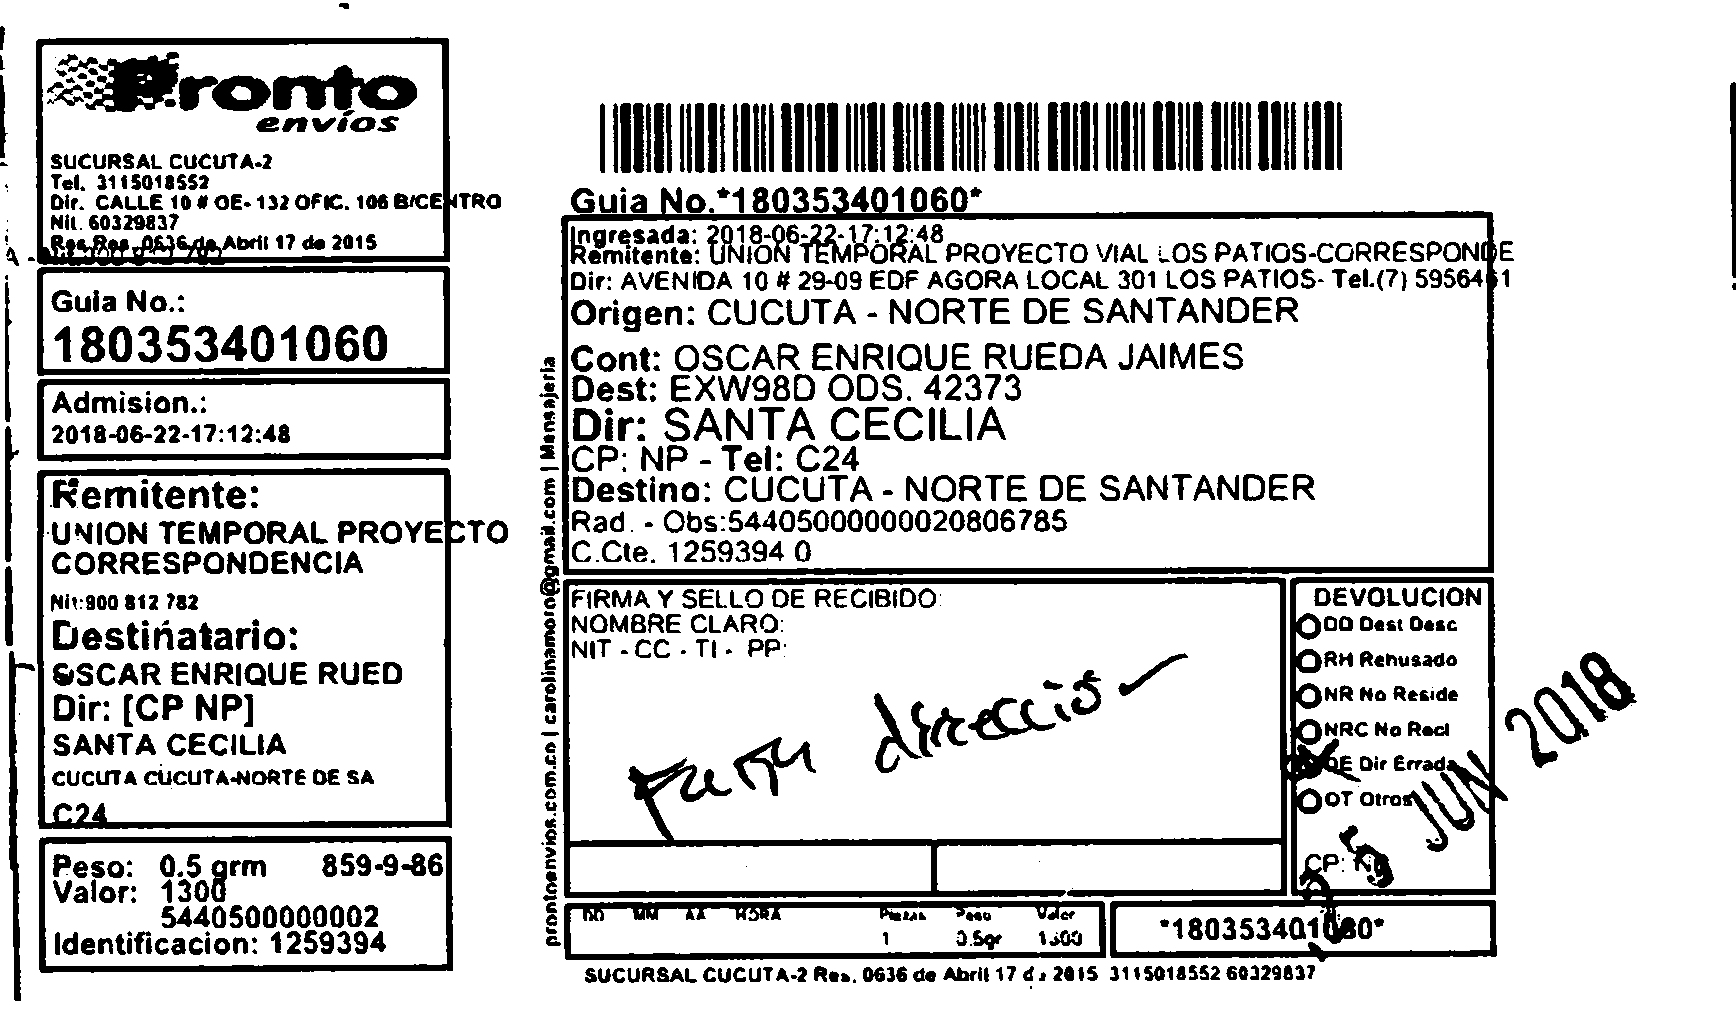 Pronto
envíos
SUCURSAL CUCUTA-2
Tel. 3115018552
Dir. CALLE 10 # OE- 132 OFIC. 106 B/CENTRO
Nit. 60329837
Res.Res. 0636 de Abril 17 de 2015
Guia No.:
180353401060
Admision.:
2018-06-22-17:12:48
Remitente:
UNION TEMPORAL PROYECTO
CORRESPONDENCIA
Nit:900 812 782
Destinatario:
OSCAR ENRIQUE RUED
Dir: [CP NP]
SANTA CECILIA
CUCUTA CUCUTA-NORTE DE SA
C24
Peso: 0.5 grm 859-9-86
Valor: 1300
5440500000002
Identificacion: 1259394
prontoenvios.com.co | carolinamoro@gmail.com | Mensajeria
Guia No.*180353401060*
Ingresada: 2018-06-22-17:12:48
Remitente: UNION TEMPORAL PROYECTO VIAL LOS PATIOS-CORRESPONDE
Dir: AVENIDA 10 # 29-09 EDF AGORA LOCAL 301 LOS PATIOS- Tel.(7) 5956461
Origen: CUCUTA - NORTE DE SANTANDER
Cont: OSCAR ENRIQUE RUEDA JAIMES
Dest: EXW98D ODS. 42373
Dir: SANTA CECILIA
CP: NP - Tel: C24
Destino: CUCUTA - NORTE DE SANTANDER
Rad. - Obs:54405000000020806785
C.Cte. 1259394 0
FIRMA Y SELLO DE RECIBIDO:
NOMBRE CLARO:
NIT - CC - TI - PP:
direccion
DEVOLUCION
DD Dest Desc
RH Rehusado
NR No Reside
NRC No Recl
DE Dir Errada
OT Otros
CP: NP
JUN 2018
DD MM AA HORA Piezas Peso Valor
1 0.5gr 1300
*180353401060*
SUCURSAL CUCUTA-2 Res. 0636 de Abril 17 de 2015 3115018552 60329837